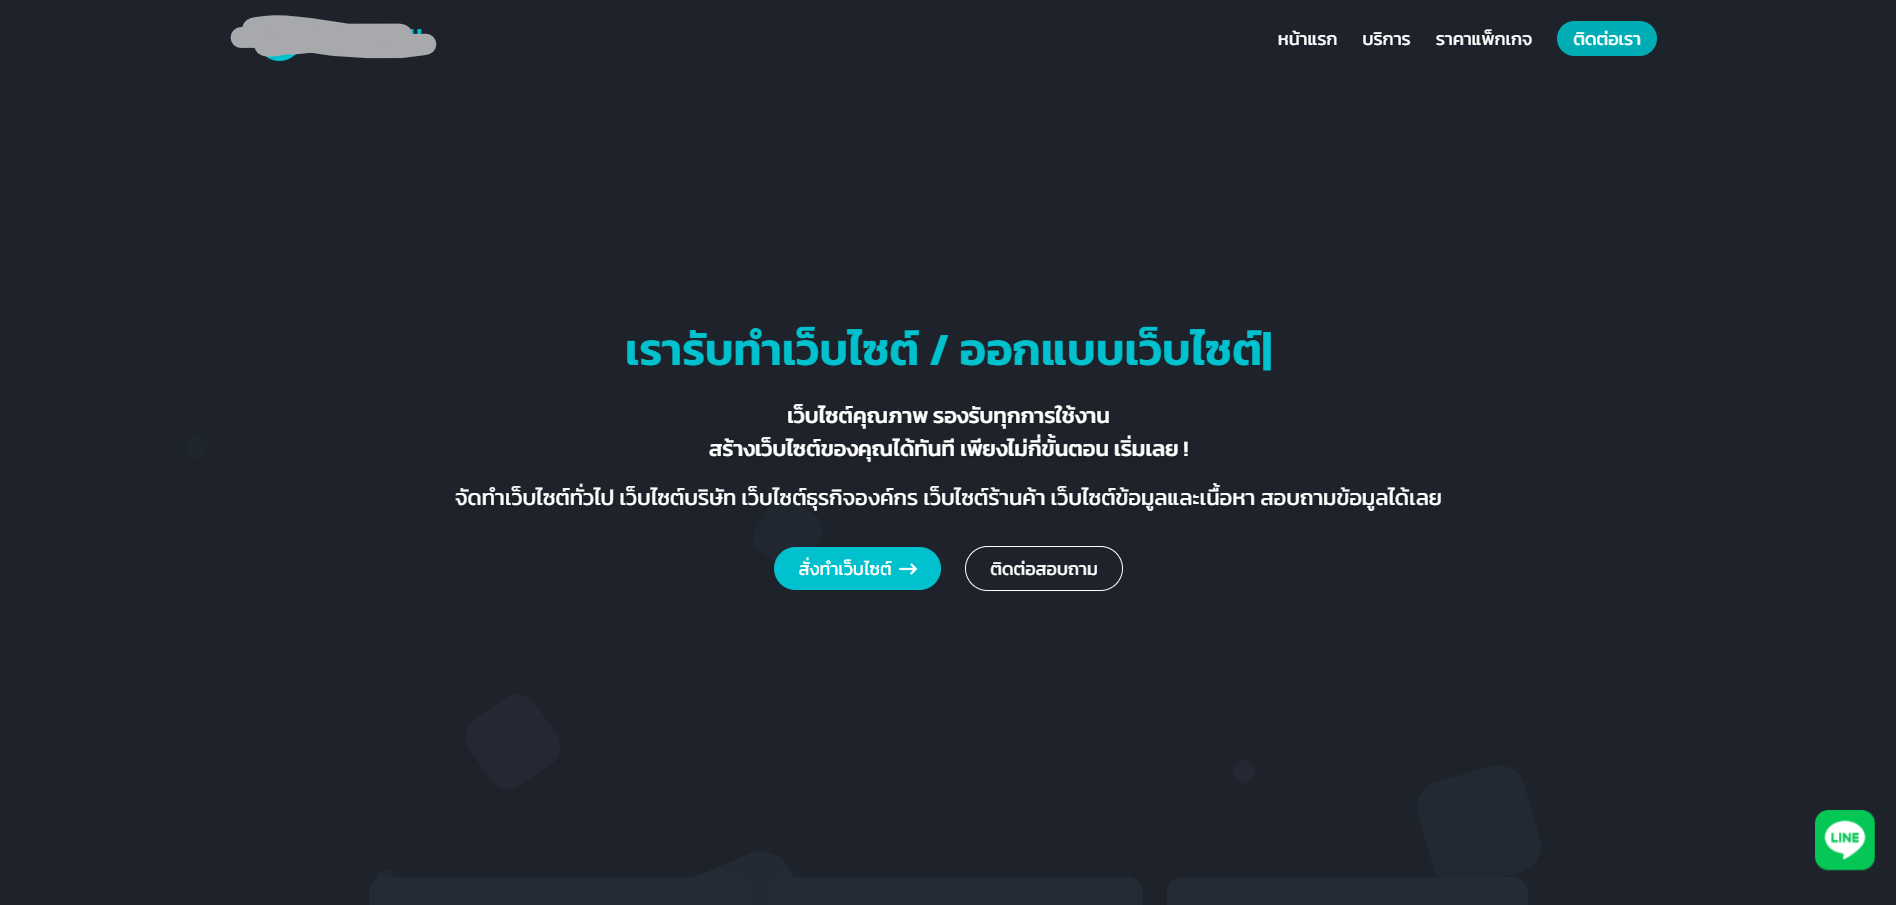 หน้าแรก บริการ ราคาแพ็กเกจ ติดต่อเรา
เรารับทำเว็บไซต์ / ออกแบบเว็บไซต์|
เว็บไซต์คุณภาพ รองรับทุกการใช้งาน
สร้างเว็บไซต์ของคุณได้ทันที เพียงไม่กี่ขั้นตอน เริ่มเลย !
จัดทำเว็บไซต์ทั่วไป เว็บไซต์บริษัท เว็บไซต์ธุรกิจองค์กร เว็บไซต์ร้านค้า เว็บไซต์ข้อมูลและเนื้อหา สอบถามข้อมูลได้เลย
สั่งทำเว็บไซต์ → ติดต่อสอบถาม
LINE